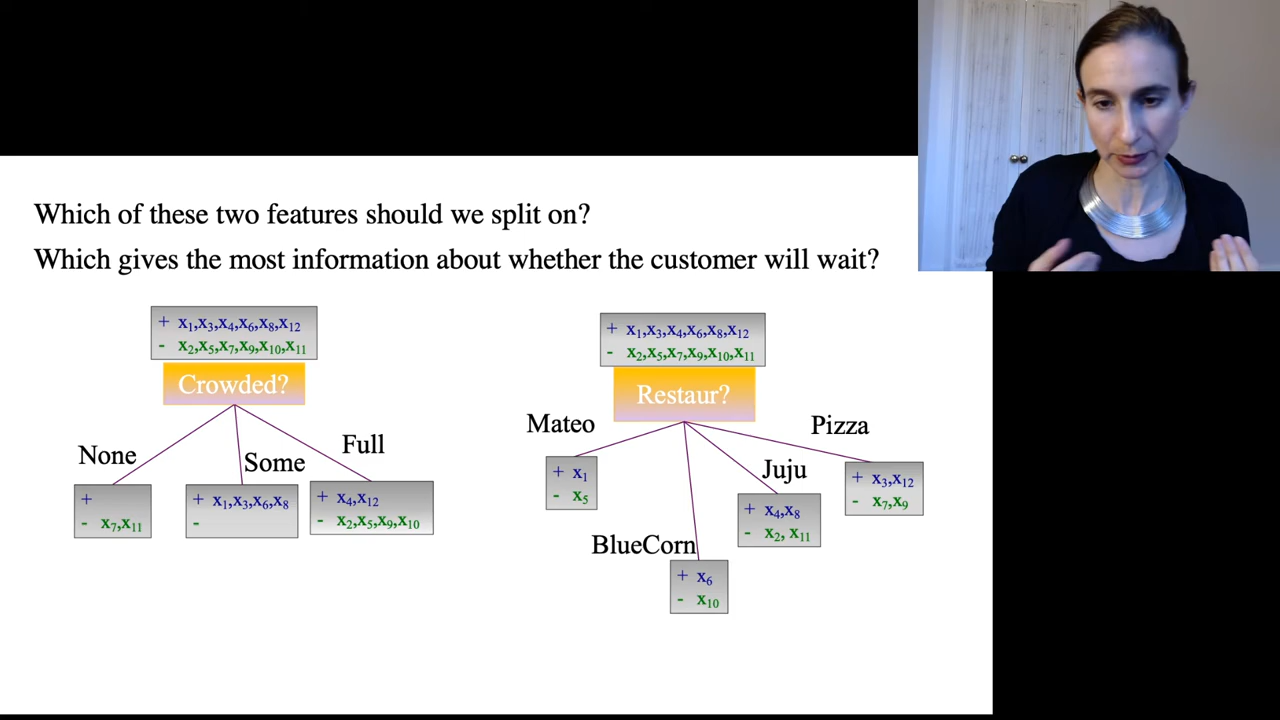 Which of these two features should we split on?
Which gives the most information about whether the customer will wait?
+ x₁,x₃,x₄,x₆,x₈,x₁₂
- x₂,x₅,x₇,x₉,x₁₀,x₁₁
Crowded?
None
Some
Full
+
- x₇,x₁₁
+ x₁,x₃,x₆,x₈
-
+ x₄,x₁₂
- x₂,x₅,x₉,x₁₀
+ x₁,x₃,x₄,x₆,x₈,x₁₂
- x₂,x₅,x₇,x₉,x₁₀,x₁₁
Restaur?
Mateo
BlueCorn
Juju
Pizza
+ x₁
- x₅
+ x₆
- x₁₀
+ x₄,x₈
- x₂, x₁₁
+ x₃,x₁₂
- x₇,x₉